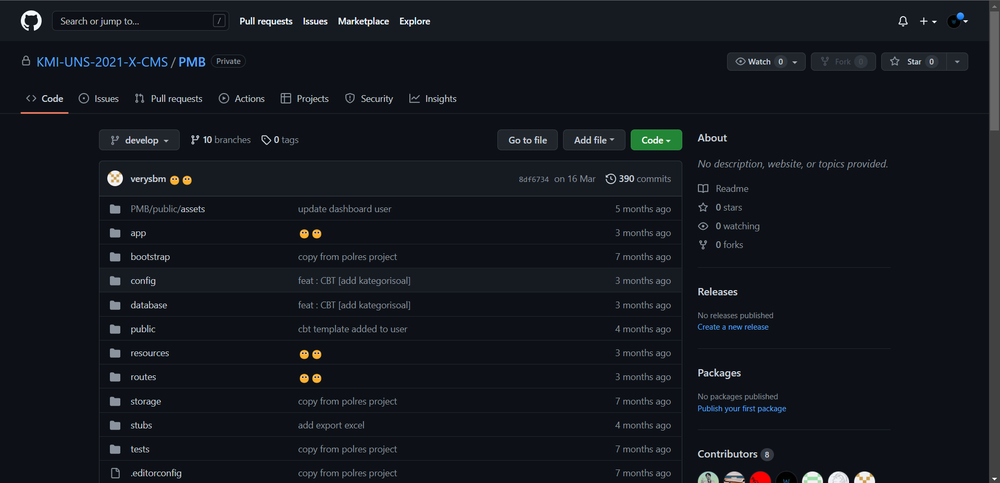 Search or jump to... /
Pull requests Issues Marketplace Explore
KMI-UNS-2021-X-CMS / PMB Private
Watch 0 Fork 0 Star 0
Code Issues Pull requests Actions Projects Security Insights
develop 10 branches 0 tags
Go to file Add file Code
verysbm 😶😶 8df6734 on 16 Mar 390 commits
PMB/public/assets update dashboard user 5 months ago
app 😶😶 3 months ago
bootstrap copy from polres project 7 months ago
config feat : CBT [add kategorisoal] 3 months ago
database feat : CBT [add kategorisoal] 3 months ago
public cbt template added to user 4 months ago
resources 😶😶 3 months ago
routes 😶😶 3 months ago
storage copy from polres project 7 months ago
stubs add export excel 4 months ago
tests copy from polres project 7 months ago
.editorconfig copy from polres project 7 months ago
About
No description, website, or topics provided.
Readme
0 stars
0 watching
0 forks
Releases
No releases published
Create a new release
Packages
No packages published
Publish your first package
Contributors 8